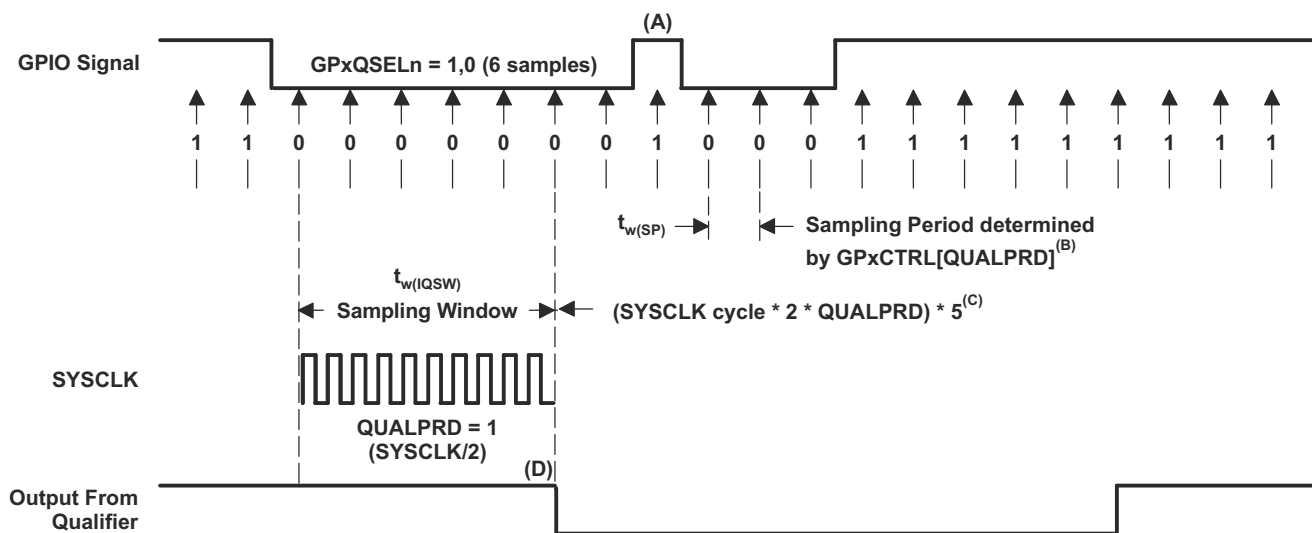 (A)
GPIO Signal
GPxQSELn = 1,0 (6 samples)
1 1 0 0 0 0 0 0 0 1 0 0 0 1 1 1 1 1 1 1 1 1
tw(SP)
Sampling Period determined
by GPxCTRL[QUALPRD](B)
tw(IQSW)
Sampling Window
(SYSCLK cycle * 2 * QUALPRD) * 5(C)
SYSCLK
QUALPRD = 1
(SYSCLK/2)
(D)
Output From
Qualifier